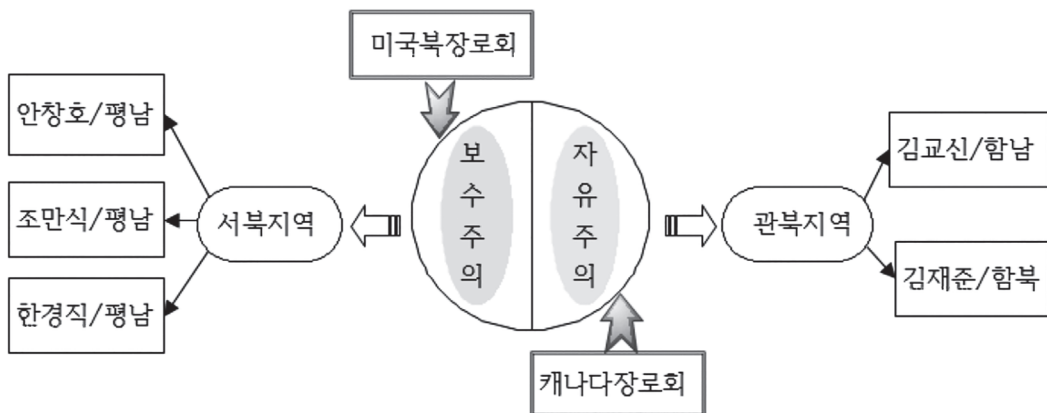 미국북장로회
안창호/평남
조만식/평남
한경직/평남
서북지역
보수주의
자유주의
관북지역
김교신/함남
김재준/함북
캐나다장로회